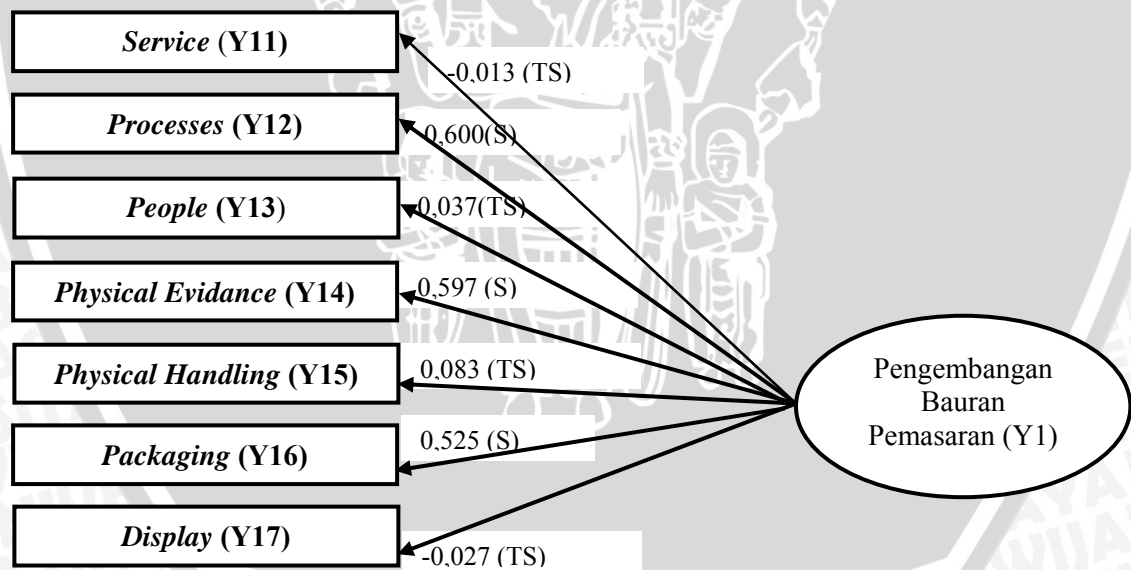 Service (Y11)
-0,013 (TS)
Processes (Y12)
0,600(S)
People (Y13)
0,037(TS)
Physical Evidance (Y14)
0,597 (S)
Physical Handling (Y15)
0,083 (TS)
Packaging (Y16)
0,525 (S)
Display (Y17)
-0,027 (TS)
Pengembangan
Bauran
Pemasaran (Y1)